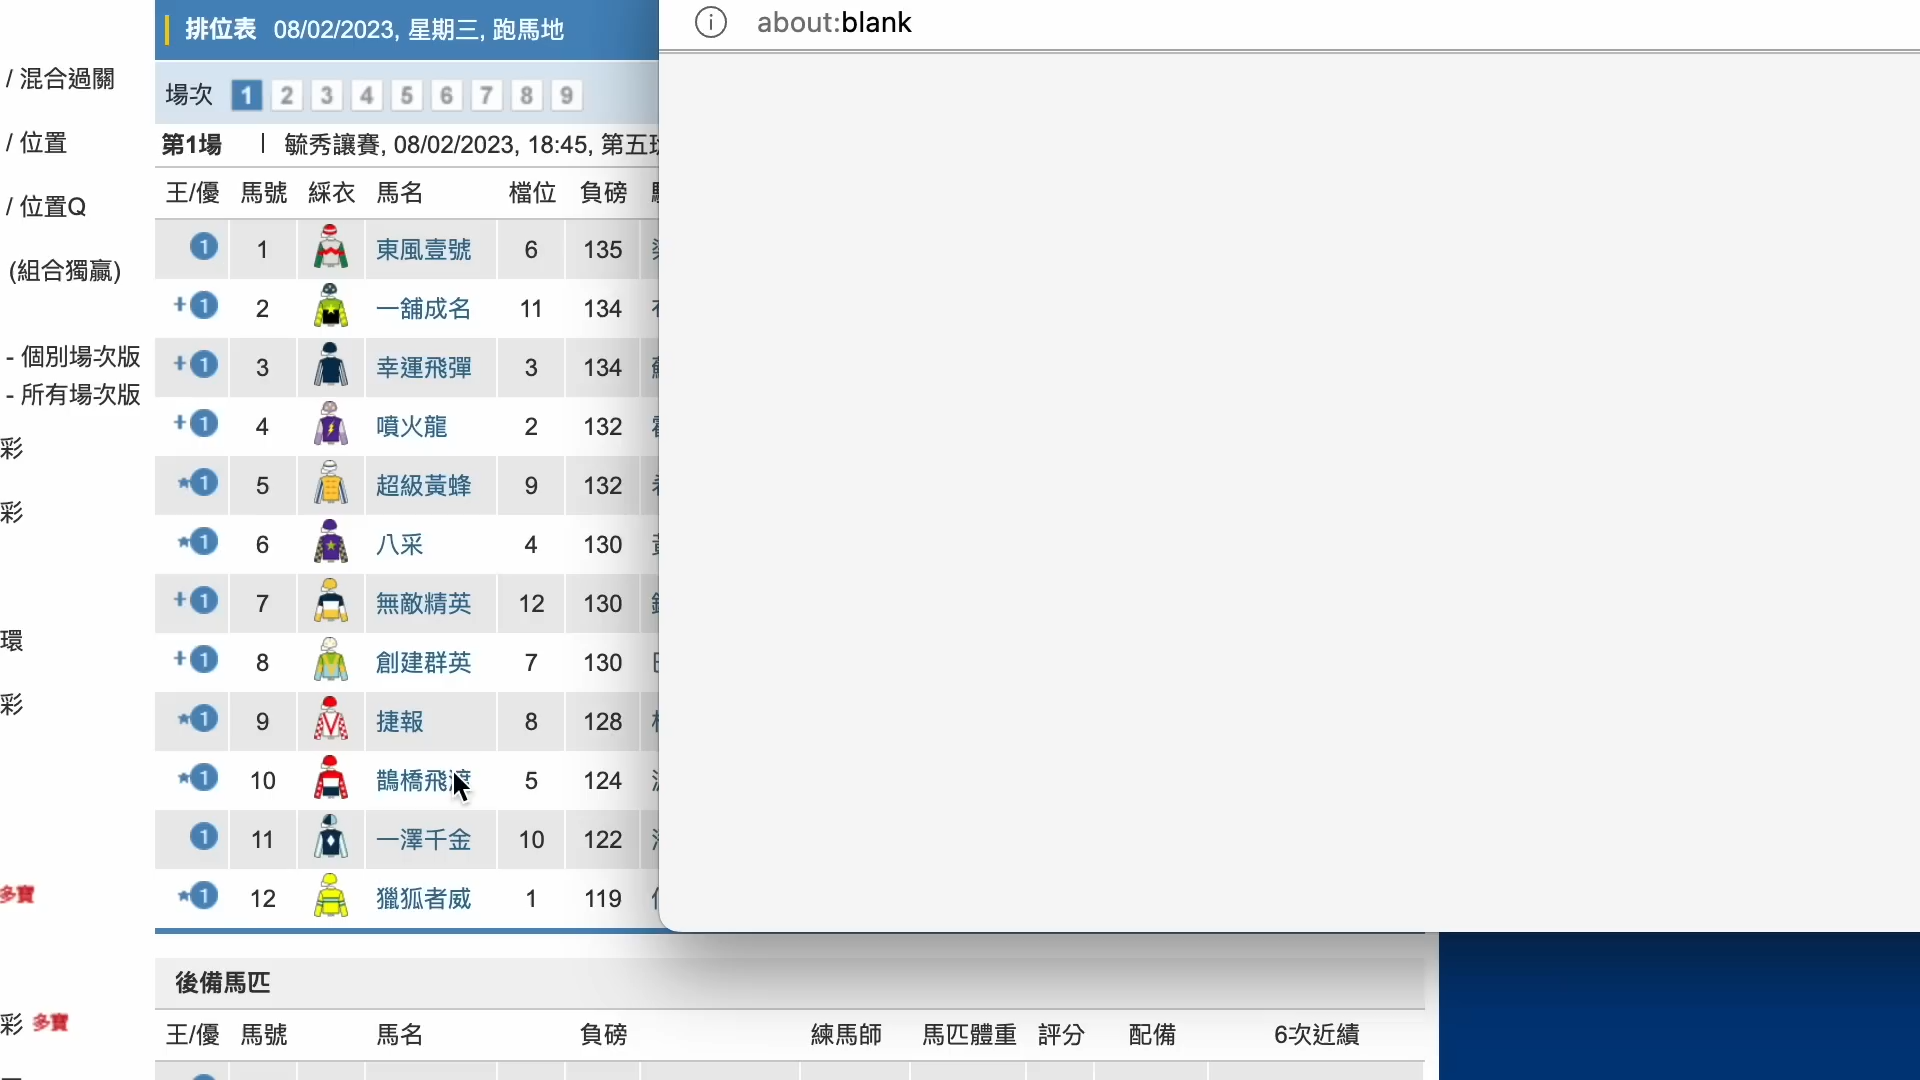 排位表 08/02/2023, 星期三, 跑馬地
about:blank
/ 混合過關
場次 1 2 3 4 5 6 7 8 9
/ 位置
第1場 | 毓秀讓賽, 08/02/2023, 18:45, 第五班
王/優 馬號 綵衣 馬名 檔位 負磅
/ 位置Q
1 1 東風壹號 6 135
(組合獨贏)
+1 2 一舖成名 11 134
- 個別場次版
+1 3 幸運飛彈 3 134
- 所有場次版
+1 4 噴火龍 2 132
彩
★1 5 超級黃蜂 9 132
彩
★1 6 八采 4 130
+1 7 無敵精英 12 130
環
+1 8 創建群英 7 130
彩
★1 9 捷報 8 128
★1 10 鵲橋飛渡 5 124
1 11 一澤千金 10 122
多寶
★1 12 獵狐者威 1 119
後備馬匹
彩 多寶
王/優 馬號 馬名 負磅 練馬師 馬匹體重 評分 配備 6次近績